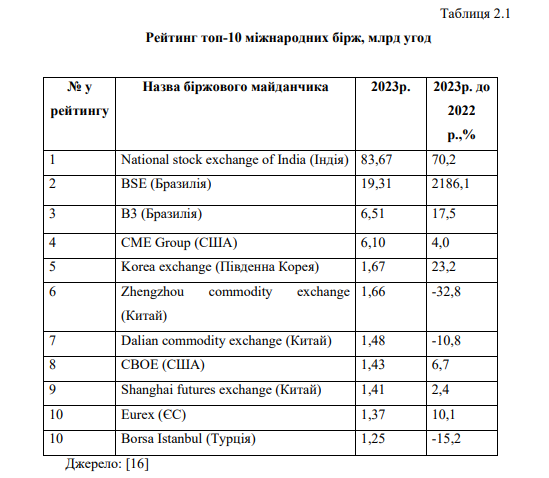 Таблиця 2.1
Рейтинг топ-10 міжнародних бірж, млрд угод
№ у рейтингу Назва біржового майданчика 2023р. 2023р. до 2022 р.,%
1 National stock exchange of India (Індія) 83,67 70,2
2 BSE (Бразилія) 19,31 2186,1
3 B3 (Бразилія) 6,51 17,5
4 CME Group (США) 6,10 4,0
5 Korea exchange (Південна Корея) 1,67 23,2
6 Zhengzhou commodity exchange (Китай) 1,66 -32,8
7 Dalian commodity exchange (Китай) 1,48 -10,8
8 CBOE (США) 1,43 6,7
9 Shanghai futures exchange (Китай) 1,41 2,4
10 Eurex (ЄС) 1,37 10,1
10 Borsa Istanbul (Турція) 1,25 -15,2
Джерело: [16]